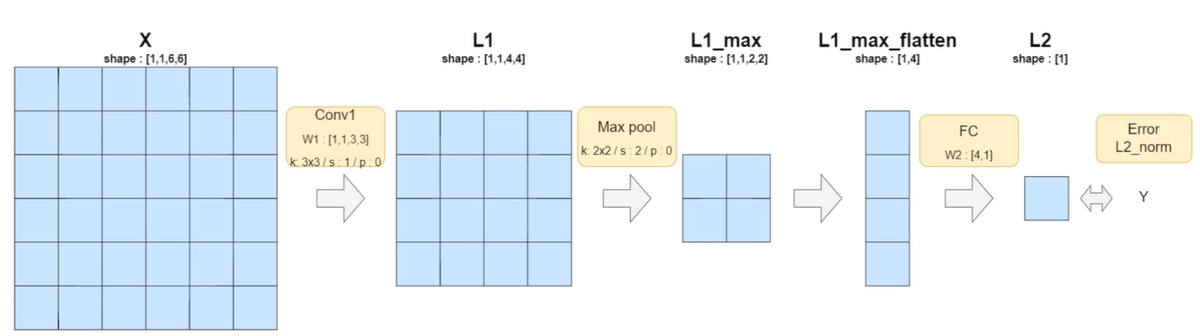 X
shape : [1,1,6,6]
Conv1
W1 : [1,1,3,3]
k: 3x3 / s : 1 / p : 0
L1
shape : [1,1,4,4]
Max pool
k: 2x2 / s : 2 / p : 0
L1_max
shape : [1,1,2,2]
L1_max_flatten
shape : [1,4]
FC
W2 : [4,1]
L2
shape : [1]
Error
L2_norm
Y